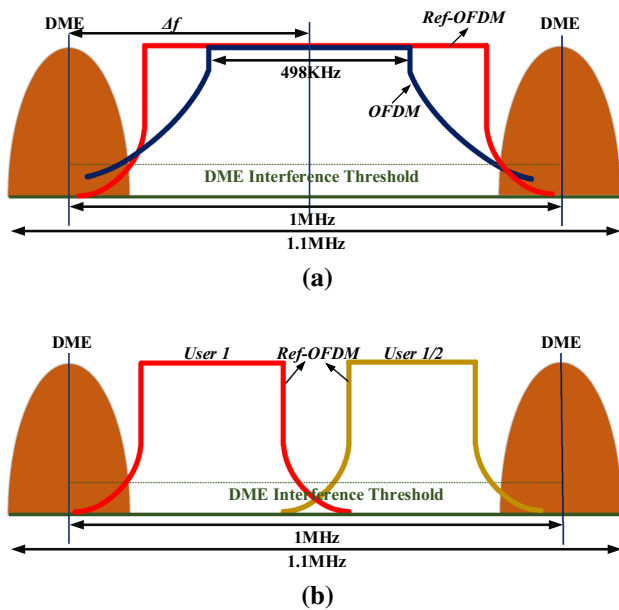 DME
Δf
Ref-OFDM
DME
498KHz
OFDM
DME Interference Threshold
1MHz
1.1MHz
(a)
DME
User 1
Ref-OFDM
User 1/2
DME
DME Interference Threshold
1MHz
1.1MHz
(b)